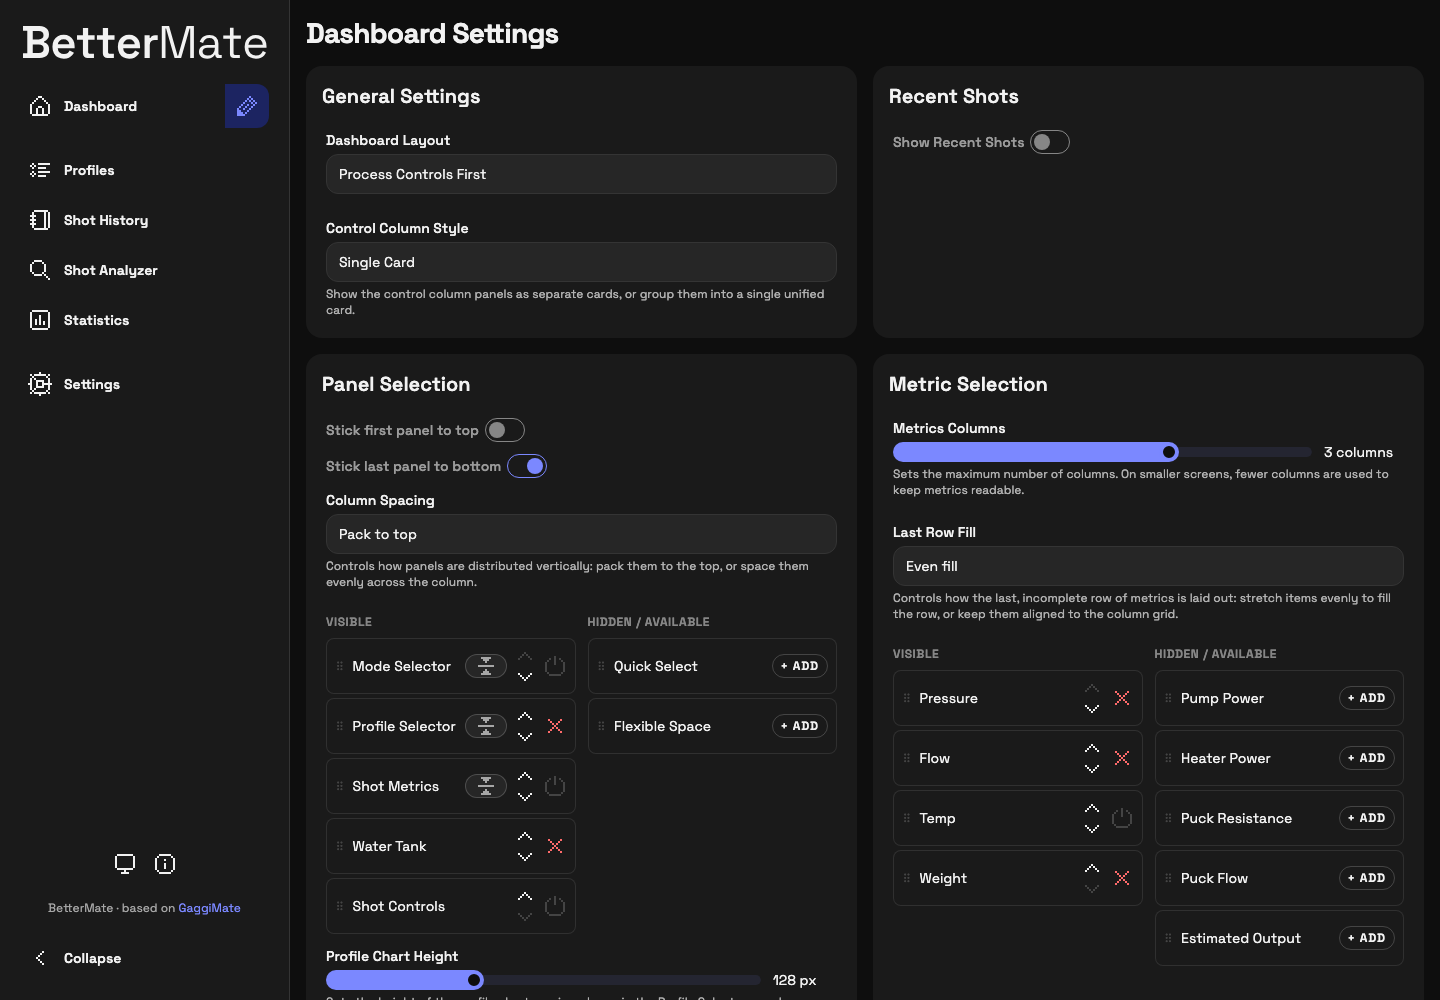 BetterMate
Dashboard
Profiles
Shot History
Shot Analyzer
Statistics
Settings
BetterMate · based on GaggiMate
Collapse
Dashboard Settings
General Settings
Dashboard Layout
Process Controls First
Control Column Style
Single Card
Show the control column panels as separate cards, or group them into a single unified
card.
Recent Shots
Show Recent Shots
Panel Selection
Stick first panel to top
Stick last panel to bottom
Column Spacing
Pack to top
Controls how panels are distributed vertically: pack them to the top, or space them
evenly across the column.
VISIBLE
Mode Selector
Profile Selector
Shot Metrics
Water Tank
Shot Controls
HIDDEN / AVAILABLE
Quick Select + ADD
Flexible Space + ADD
Profile Chart Height
128 px
Metric Selection
Metrics Columns
3 columns
Sets the maximum number of columns. On smaller screens, fewer columns are used to
keep metrics readable.
Last Row Fill
Even fill
Controls how the last, incomplete row of metrics is laid out: stretch items evenly to fill
the row, or keep them aligned to the column grid.
VISIBLE
Pressure
Flow
Temp
Weight
HIDDEN / AVAILABLE
Pump Power + ADD
Heater Power + ADD
Puck Resistance + ADD
Puck Flow + ADD
Estimated Output + ADD